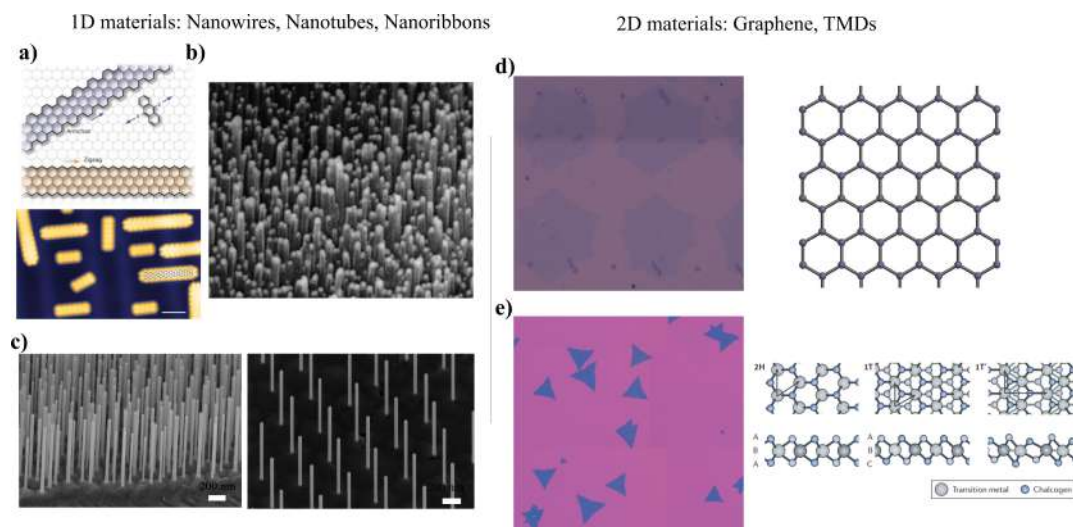 1D materials: Nanowires, Nanotubes, Nanoribbons
2D materials: Graphene, TMDs
a)
b)
Armchair
Zigzag
c)
200 nm
d)
e)
2H
1T
1T'
A
B
A
A
B
C
Transition metal
Chalcogen